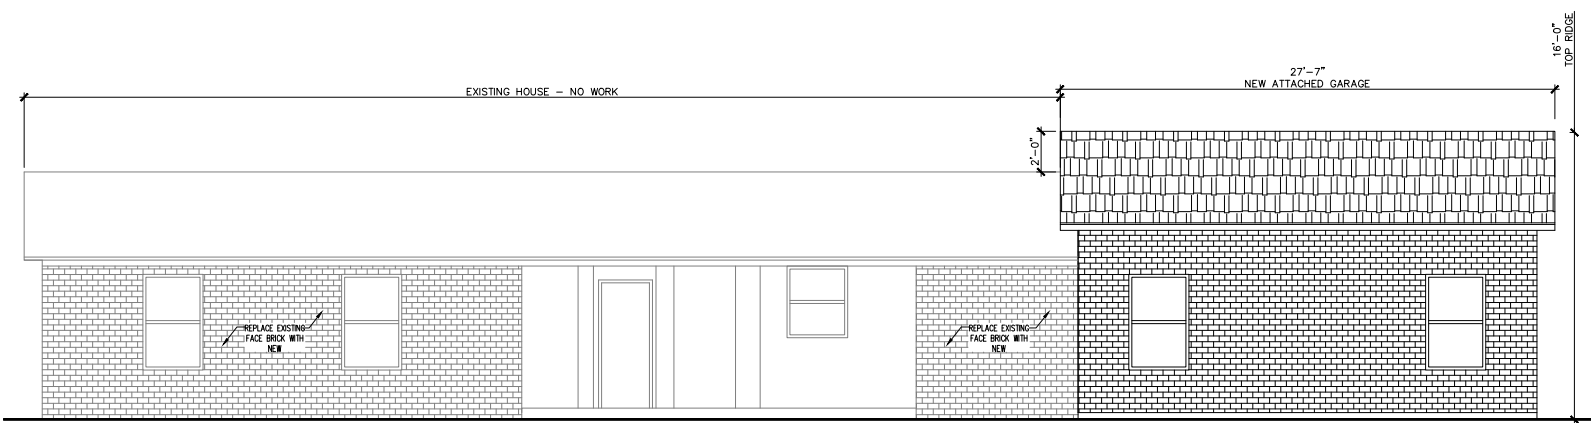 16'-0"
TOP RIDGE
27'-7"
NEW ATTACHED GARAGE
EXISTING HOUSE - NO WORK
2'-0"
REPLACE EXISTING
FACE BRICK WITH
NEW
REPLACE EXISTING
FACE BRICK WITH
NEW